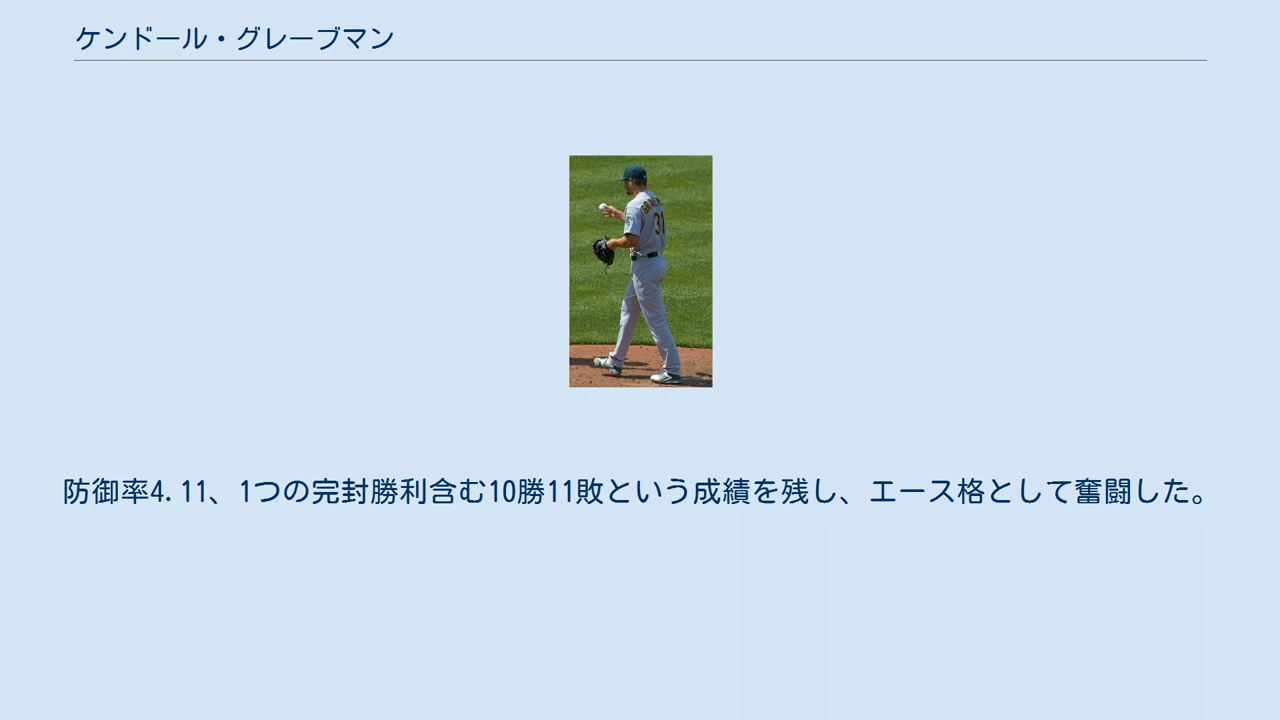 ケンドール・グレーブマン
31
防御率4.11、1つの完封勝利含む10勝11敗という成績を残し、エース格として奮闘した。